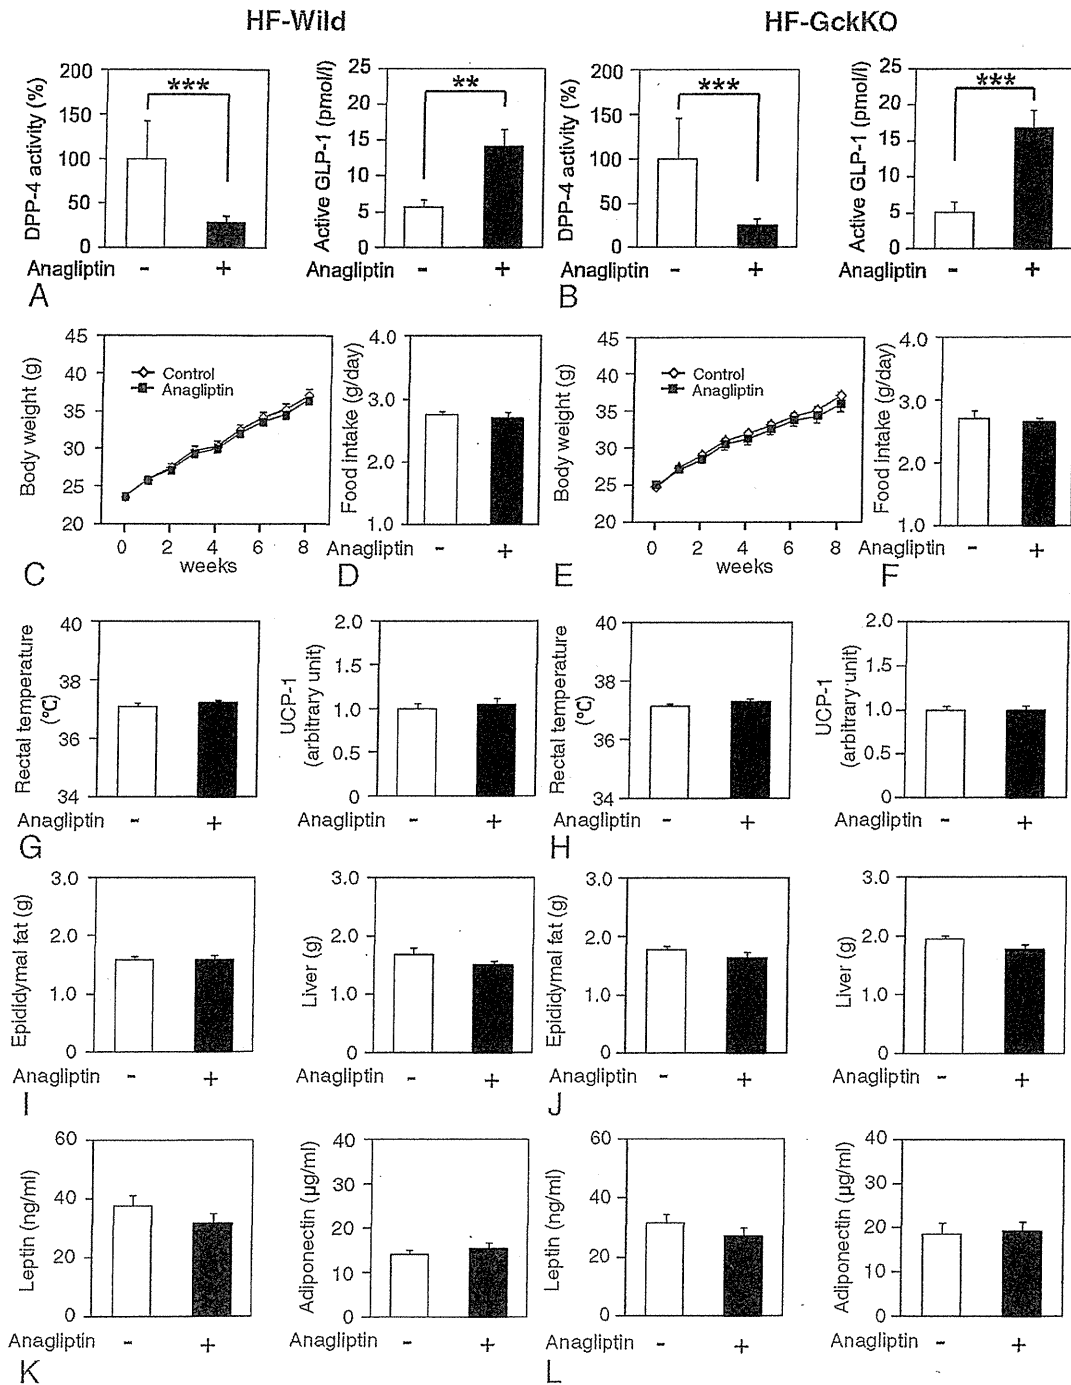 HF-Wild
HF-GckKO
DPP-4 activity (%)
200
150
100
50
0
***
Anagliptin - +
A
Active GLP-1 (pmol/l)
25
20
15
10
5
0
**
Anagliptin - +
DPP-4 activity (%)
200
150
100
50
0
***
Anagliptin - +
B
Active GLP-1 (pmol/l)
25
20
15
10
5
0
***
Anagliptin - +
Body weight (g)
45
40
35
30
25
20
Control
Anagliptin
0 2 4 6 8
weeks
C
Food intake (g/day)
4.0
3.0
2.0
1.0
Anagliptin - +
D
Body weight (g)
45
40
35
30
25
20
Control
Anagliptin
0 2 4 6 8
weeks
E
Food intake (g/day)
4.0
3.0
2.0
1.0
Anagliptin - +
F
Rectal temperature
(℃)
40
38
36
34
Anagliptin - +
G
UCP-1
(arbitrary unit)
2.0
1.5
1.0
0.5
0
Anagliptin - +
Rectal temperature
(℃)
40
38
36
34
Anagliptin - +
H
UCP-1
(arbitrary unit)
2.0
1.5
1.0
0.5
0
Anagliptin - +
Epididymal fat (g)
3.0
2.0
1.0
0
Anagliptin - +
I
Liver (g)
3.0
2.0
1.0
0
Anagliptin - +
Epididymal fat (g)
3.0
2.0
1.0
0
Anagliptin - +
J
Liver (g)
3.0
2.0
1.0
0
Anagliptin - +
Leptin (ng/ml)
60
40
20
0
Anagliptin - +
K
Adiponectin (µg/ml)
40
30
20
10
0
Anagliptin - +
Leptin (ng/ml)
60
40
20
0
Anagliptin - +
L
Adiponectin (µg/ml)
40
30
20
10
0
Anagliptin - +